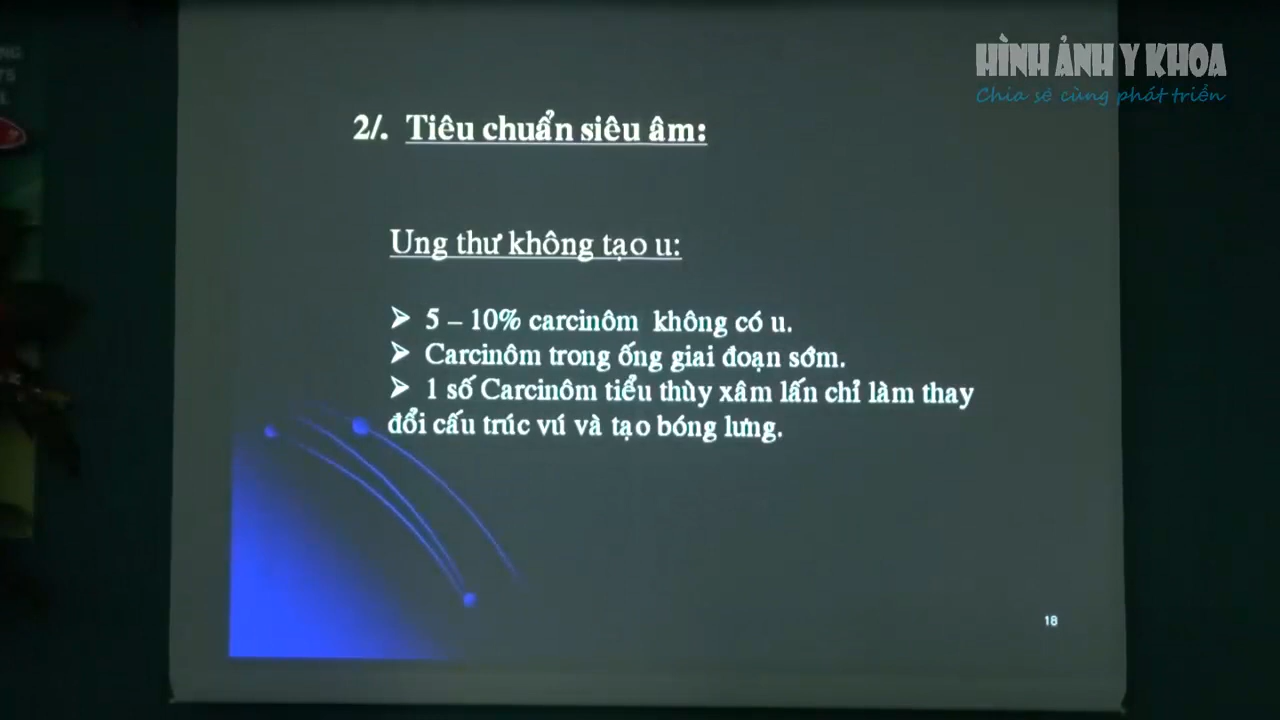 HÌNH ẢNH Y KHOA
Chia sẻ cùng phát triển
2/. Tiêu chuẩn siêu âm:
Ung thư không tạo u:
➢ 5 – 10% carcinôm không có u.
➢ Carcinôm trong ống giai đoạn sớm.
➢ 1 số Carcinôm tiểu thùy xâm lấn chỉ làm thay
đổi cấu trúc vú và tạo bóng lưng.
18